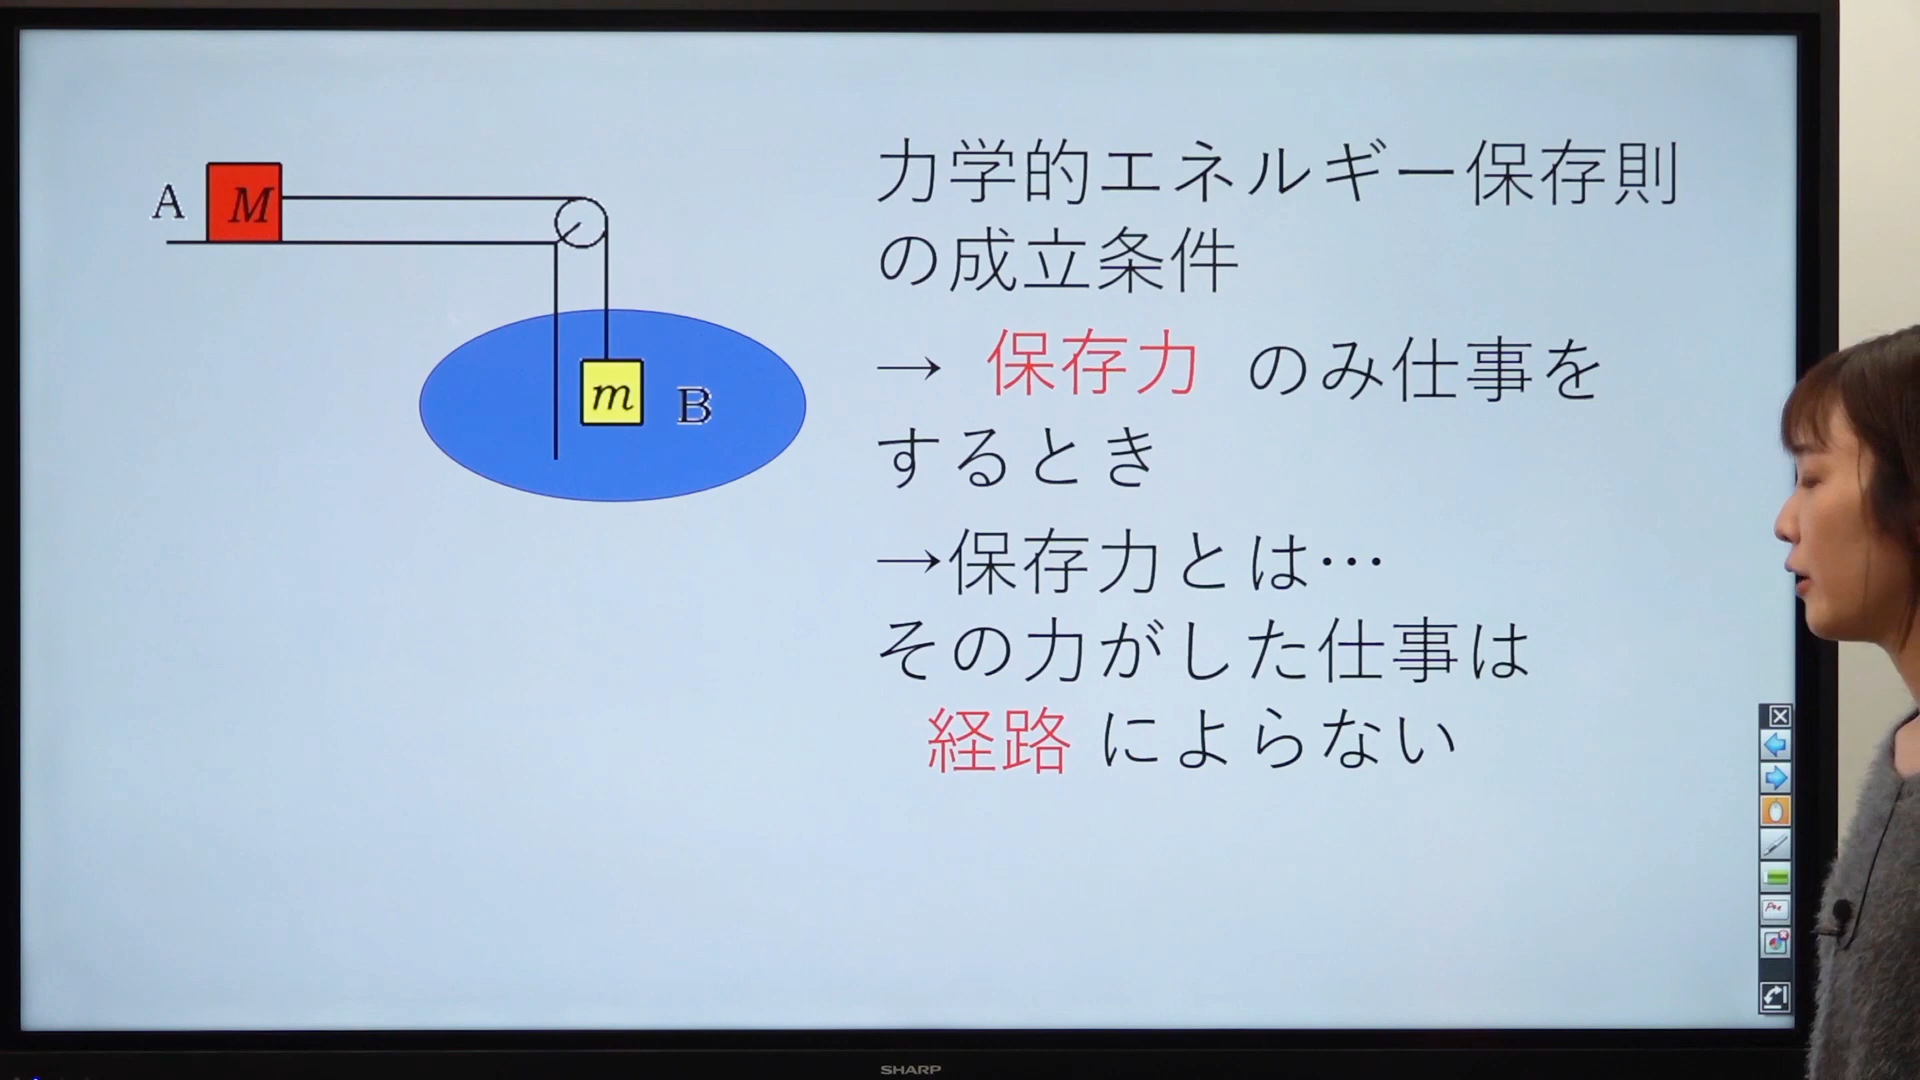 力学的エネルギー保存則
の成立条件
→ 保存力 のみ仕事を
するとき
→保存力とは…
その力がした仕事は
経路 によらない
A
M
m
B
SHARP